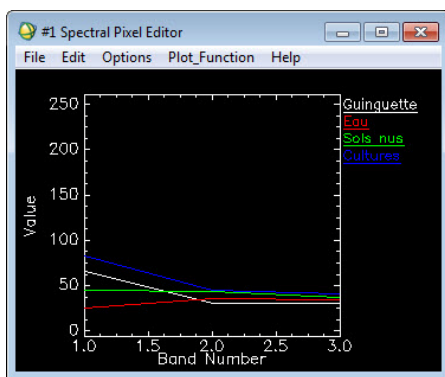 #1 Spectral Pixel Editor
File Edit Options Plot_Function Help
Guinguette
Eau
Sols nus
Cultures
250
200
150
100
50
0
Value
1.0 1.5 2.0 2.5 3.0
Band Number